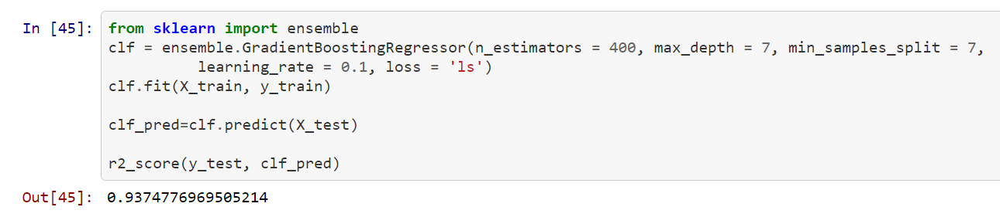 In [45]: from sklearn import ensemble
clf = ensemble.GradientBoostingRegressor(n_estimators = 400, max_depth = 7, min_samples_split = 7,
learning_rate = 0.1, loss = 'ls')
clf.fit(X_train, y_train)
clf_pred=clf.predict(X_test)
r2_score(y_test, clf_pred)
Out[45]: 0.9374776969505214